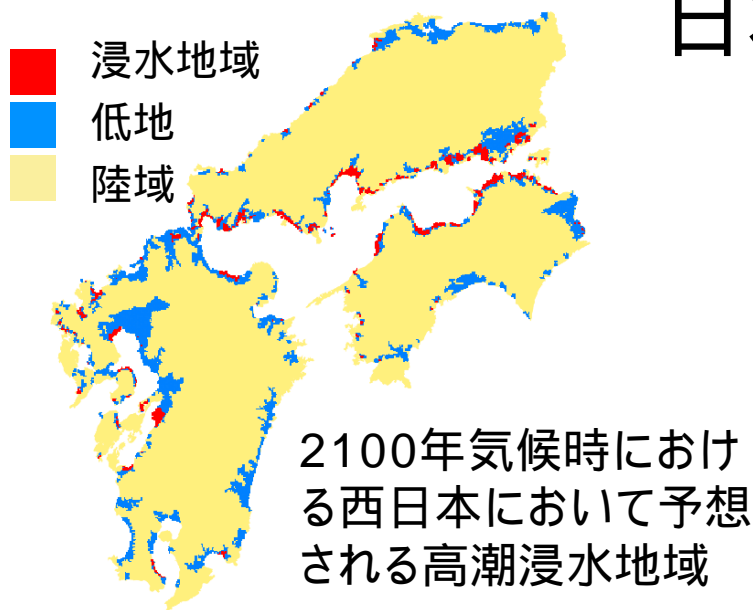 日
浸水地域
低地
陸域
2100年気候時におけ
る西日本において予想
される高潮浸水地域